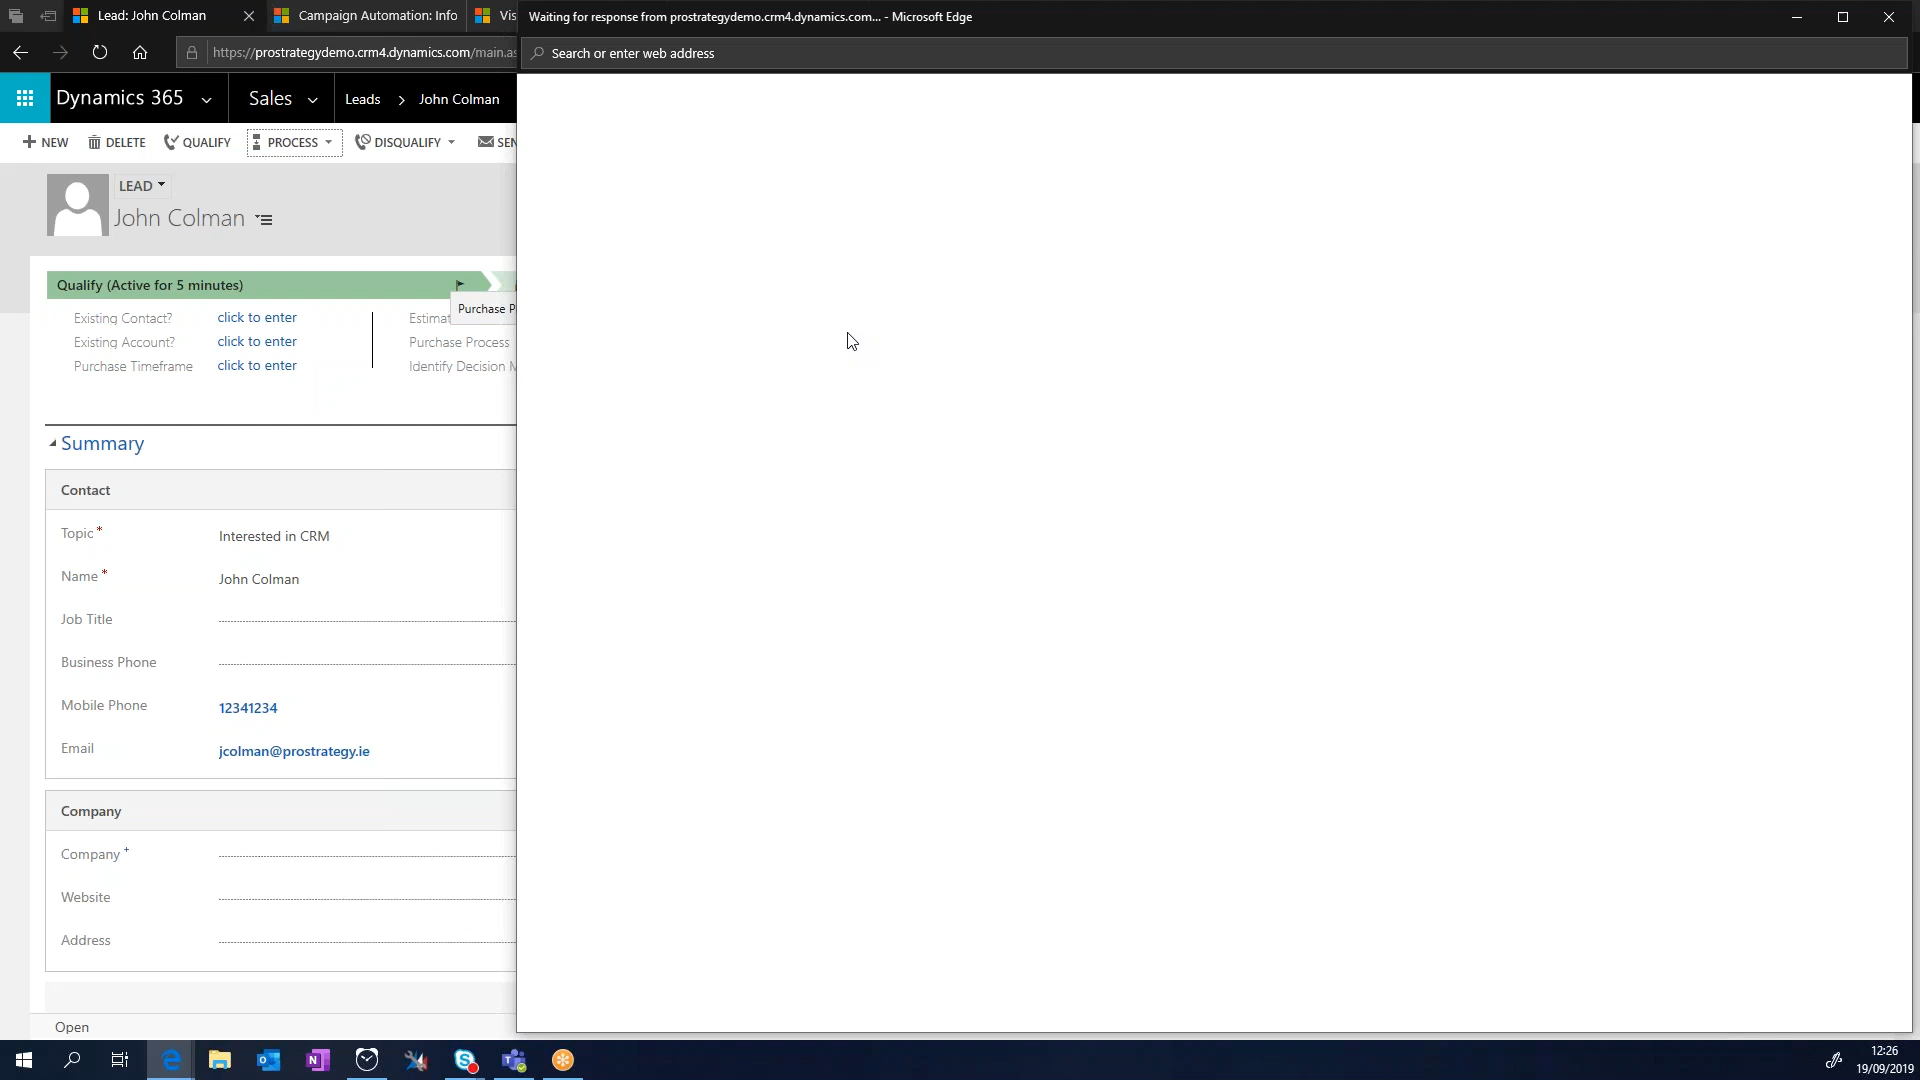 Lead: John Colman
Campaign Automation: Info
Vis
Waiting for response from prostrategydemo.crm4.dynamics.com... - Microsoft Edge
https://prostrategydemo.crm4.dynamics.com/main.as
Search or enter web address
Dynamics 365
Sales
Leads > John Colman
NEW
DELETE
QUALIFY
PROCESS
DISQUALIFY
SEN
LEAD
John Colman
Qualify (Active for 5 minutes)
Purchase P
Existing Contact? click to enter
Estimat
Existing Account? click to enter
Purchase Process
Purchase Timeframe click to enter
Identify Decision M
Summary
Contact
Topic* Interested in CRM
Name* John Colman
Job Title
Business Phone
Mobile Phone 12341234
Email jcolman@prostrategy.ie
Company
Company+
Website
Address
Open
12:26
19/09/2019